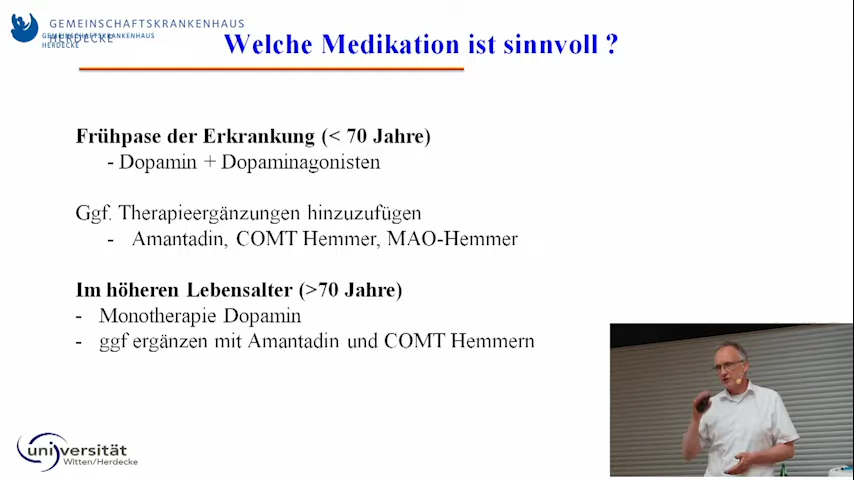 GEMEINSCHAFTSKRANKENHAUS
HERDECKE
GEMEINSCHAFTSKRANKENHAUS
HERDECKE
Welche Medikation ist sinnvoll ?
Frühpase der Erkrankung (< 70 Jahre)
- Dopamin + Dopaminagonisten
Ggf. Therapieergänzungen hinzuzufügen
- Amantadin, COMT Hemmer, MAO-Hemmer
Im höheren Lebensalter (>70 Jahre)
- Monotherapie Dopamin
- ggf ergänzen mit Amantadin und COMT Hemmern
universität
Witten/Herdecke